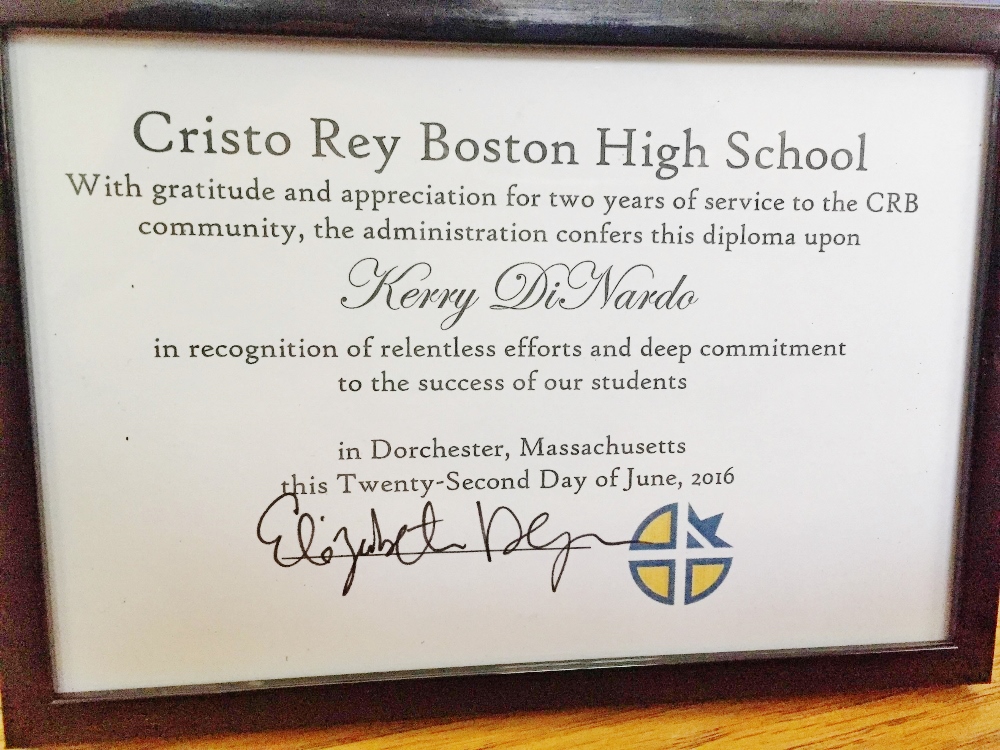 Cristo Rey Boston High School
With gratitude and appreciation for two years of service to the CRB
community, the administration confers this diploma upon
Kerry DiNardo
in recognition of relentless efforts and deep commitment
to the success of our students
in Dorchester, Massachusetts
this Twenty-Second Day of June, 2016
Elizabeth